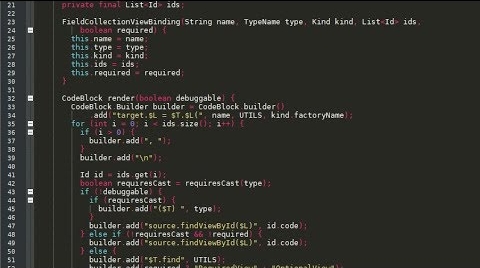 21 private final List<Id> ids;
22
23 FieldCollectionViewBinding(String name, TypeName type, Kind kind, List<Id> ids,
24 boolean required) {
25 this.name = name;
26 this.type = type;
27 this.kind = kind;
28 this.ids = ids;
29 this.required = required;
30 }
31
32 CodeBlock render(boolean debuggable) {
33 CodeBlock.Builder builder = CodeBlock.builder()
34 .add("target.$L = $T.$L(", name, UTILS, kind.factoryName);
35 for (int i = 0; i < ids.size(); i++) {
36 if (i > 0) {
37 builder.add(", ");
38 }
39 builder.add("\n");
40
41 Id id = ids.get(i);
42 boolean requiresCast = requiresCast(type);
43 if (!debuggable) {
44 if (requiresCast) {
45 builder.add("($T) ", type);
46 }
47 builder.add("source.findViewById($L)", id.code);
48 } else if (!requiresCast && !required) {
49 builder.add("source.findViewById($L)", id.code);
50 } else {
51 builder.add("$T.find", UTILS);
52 builder.add(required ? "RequiredView" : "OptionalView");